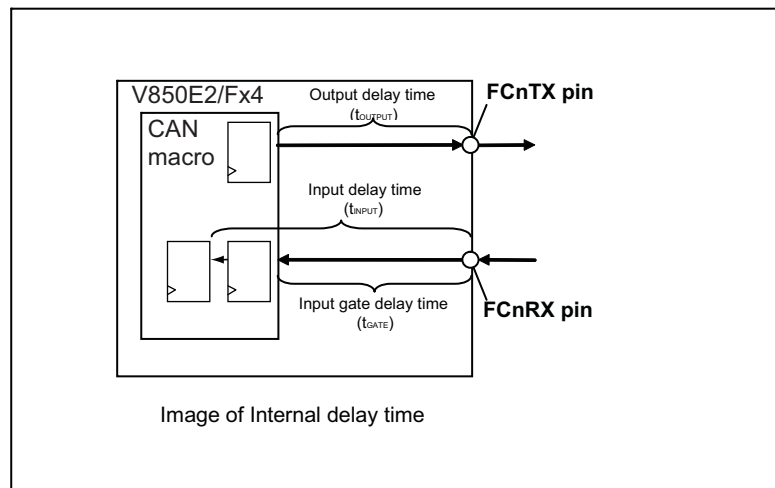 V850E2/Fx4
Output delay time
(tOUTPUT)
FCnTX pin
CAN
macro
Input delay time
(tINPUT)
Input gate delay time
(tGATE)
FCnRX pin
Image of Internal delay time